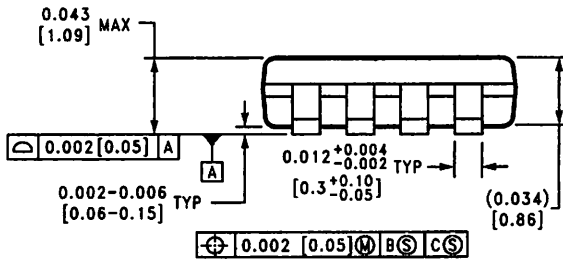 0.043 MAX
[1.09]
⌓ 0.002 [0.05] A
A
0.002-0.006 TYP
[0.06-0.15]
0.012 +0.004 -0.002 TYP
[0.3 +0.10 -0.05]
(0.034)
[0.86]
⌖ 0.002 [0.05] Ⓜ B Ⓢ C Ⓢ